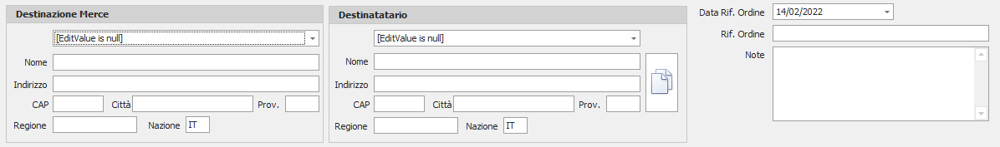 Destinazione Merce
[EditValue is null]
Nome
Indirizzo
CAP Città Prov.
Regione Nazione IT
Destinatatario
[EditValue is null]
Nome
Indirizzo
CAP Città Prov.
Regione Nazione IT
Data Rif. Ordine 14/02/2022
Rif. Ordine
Note